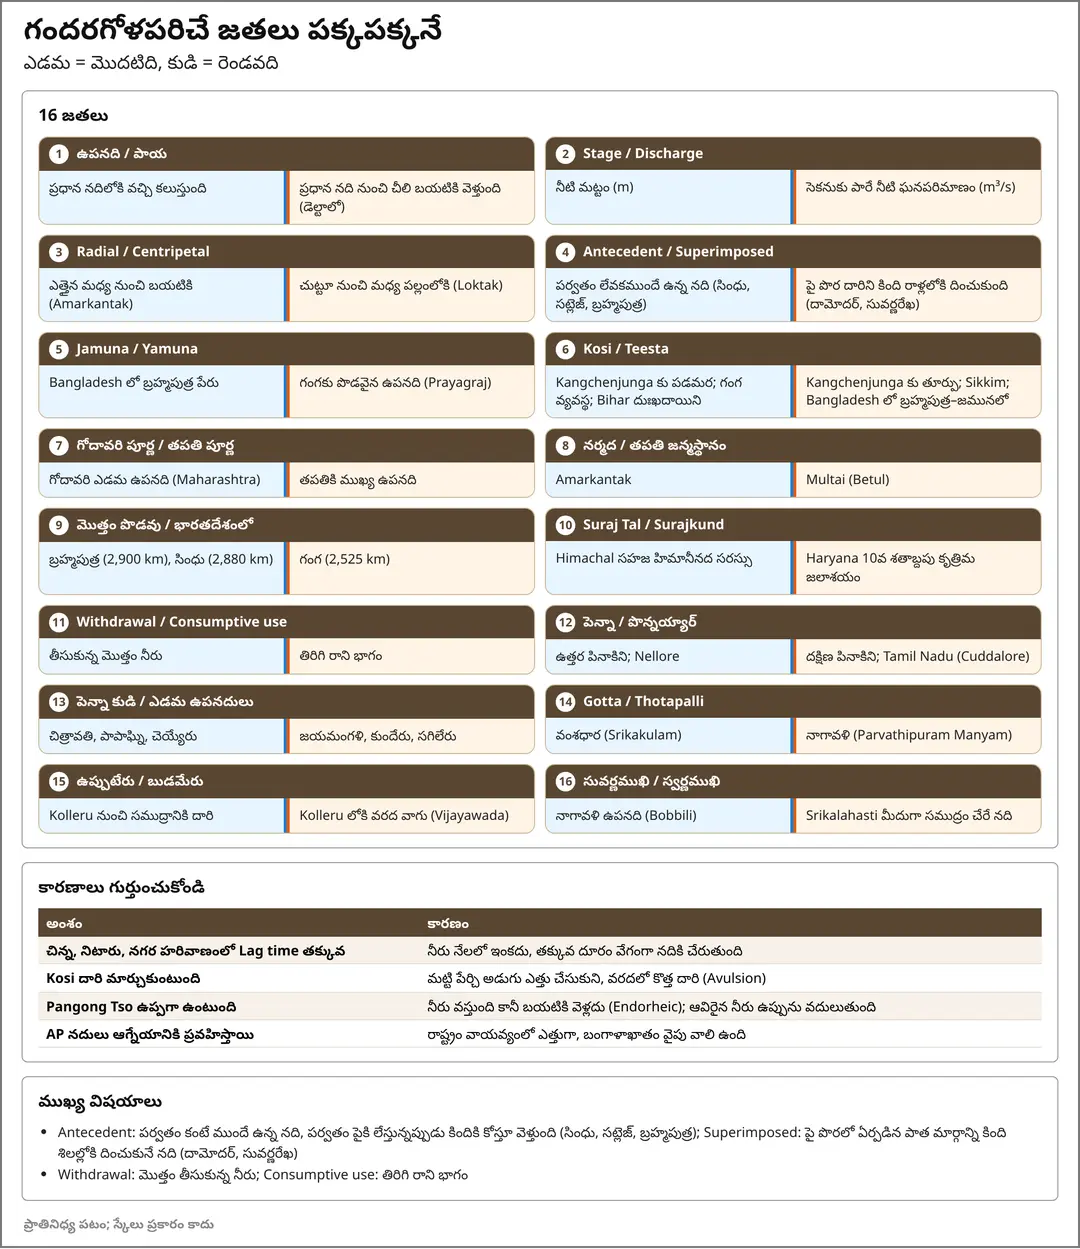 గందరగోళపరిచే జతలు పక్కపక్కనే
ఎడమ = మొదటిది, కుడి = రెండవది
16 జతలు
1 ఉపనది / పాయ
ప్రధాన నదిలోకి వచ్చి కలుస్తుంది
ప్రధాన నది నుంచి చీలి బయటికి వెళ్తుంది
(డెల్టాలో)
2 Stage / Discharge
నీటి మట్టం (m)
సెకనుకు పారే నీటి ఘనపరిమాణం (m³/s)
3 Radial / Centripetal
ఎత్తైన మధ్య నుంచి బయటికి
(Amarkantak)
చుట్టూ నుంచి మధ్య పల్లంలోకి (Loktak)
4 Antecedent / Superimposed
పర్వతం లేవకముందే ఉన్న నది (సింధు,
సట్లెజ్, బ్రహ్మపుత్ర)
పై పొర దారిని కింది రాళ్లలోకి దించుకుంది
(దామోదర్, సువర్ణరేఖ)
5 Jamuna / Yamuna
Bangladesh లో బ్రహ్మపుత్ర పేరు
గంగకు పొడవైన ఉపనది (Prayagraj)
6 Kosi / Teesta
Kangchenjunga కు పడమర; గంగ
వ్యవస్థ; Bihar దుఃఖదాయిని
Kangchenjunga కు తూర్పు; Sikkim;
Bangladesh లో బ్రహ్మపుత్ర–జమునలో
7 గోదావరి పూర్ణ / తపతి పూర్ణ
గోదావరి ఎడమ ఉపనది (Maharashtra)
తపతికి ముఖ్య ఉపనది
8 నర్మద / తపతి జన్మస్థానం
Amarkantak
Multai (Betul)
9 మొత్తం పొడవు / భారతదేశంలో
బ్రహ్మపుత్ర (2,900 km), సింధు (2,880 km)
గంగ (2,525 km)
10 Suraj Tal / Surajkund
Himachal సహజ హిమానీనద సరస్సు
Haryana 10వ శతాబ్దపు కృత్రిమ
జలాశయం
11 Withdrawal / Consumptive use
తీసుకున్న మొత్తం నీరు
తిరిగి రాని భాగం
12 పెన్నా / పొన్నయ్యార్
ఉత్తర పినాకిని; Nellore
దక్షిణ పినాకిని; Tamil Nadu (Cuddalore)
13 పెన్నా కుడి / ఎడమ ఉపనదులు
చిత్రావతి, పాపాఘ్ని, చెయ్యేరు
జయమంగళి, కుందేరు, సగిలేరు
14 Gotta / Thotapalli
వంశధార (Srikakulam)
నాగావళి (Parvathipuram Manyam)
15 ఉప్పుటేరు / బుడమేరు
Kolleru నుంచి సముద్రానికి దారి
Kolleru లోకి వరద వాగు (Vijayawada)
16 సువర్ణముఖి / స్వర్ణముఖి
నాగావళి ఉపనది (Bobbili)
Srikalahasti మీదుగా సముద్రం చేరే నది
కారణాలు గుర్తుంచుకోండి
అంశం కారణం
చిన్న, నిటారు, నగర హరివాణంలో Lag time తక్కువ నీరు నేలలో ఇంకదు, తక్కువ దూరం వేగంగా నదికి చేరుతుంది
Kosi దారి మార్చుకుంటుంది మట్టి పేర్చి అడుగు ఎత్తు చేసుకుని, వరదలో కొత్త దారి (Avulsion)
Pangong Tso ఉప్పగా ఉంటుంది నీరు వస్తుంది కానీ బయటికి వెళ్లదు (Endorheic); ఆవిరైన నీరు ఉప్పును వదులుతుంది
AP నదులు ఆగ్నేయానికి ప్రవహిస్తాయి రాష్ట్రం వాయవ్యంలో ఎత్తుగా, బంగాళాఖాతం వైపు వాలి ఉంది
ముఖ్య విషయాలు
• Antecedent: పర్వతం కంటే ముందే ఉన్న నది, పర్వతం పైకి లేస్తున్నప్పుడు కిందికి కోస్తూ వెళ్తుంది (సింధు, సట్లెజ్, బ్రహ్మపుత్ర); Superimposed: పై పొరలో ఏర్పడిన పాత మార్గాన్ని కింది
శిలల్లోకి దించుకునే నది (దామోదర్, సువర్ణరేఖ)
• Withdrawal: మొత్తం తీసుకున్న నీరు; Consumptive use: తిరిగి రాని భాగం
ప్రాతినిధ్య పటం; స్కేలు ప్రకారం కాదు